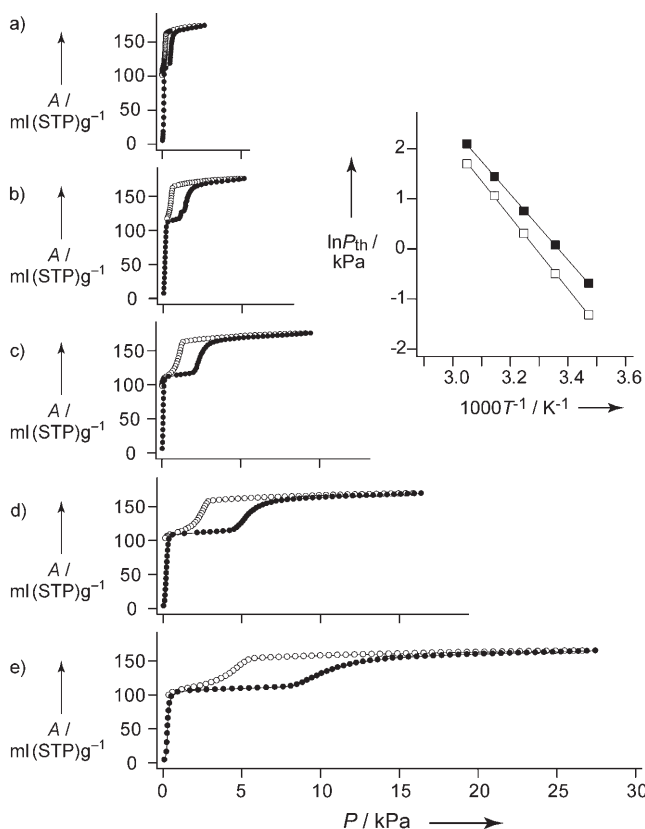 a)
150
100
50
0
A /
ml(STP)g⁻¹
b)
150
100
50
0
A /
ml(STP)g⁻¹
c)
150
100
50
0
A /
ml(STP)g⁻¹
d)
150
100
50
0
A /
ml(STP)g⁻¹
e)
150
100
50
0
A /
ml(STP)g⁻¹
0 5 10 15 20 25 30
P / kPa
2
1
0
-1
-2
lnPth /
kPa
3.0 3.2 3.4 3.6
1000T⁻¹ / K⁻¹